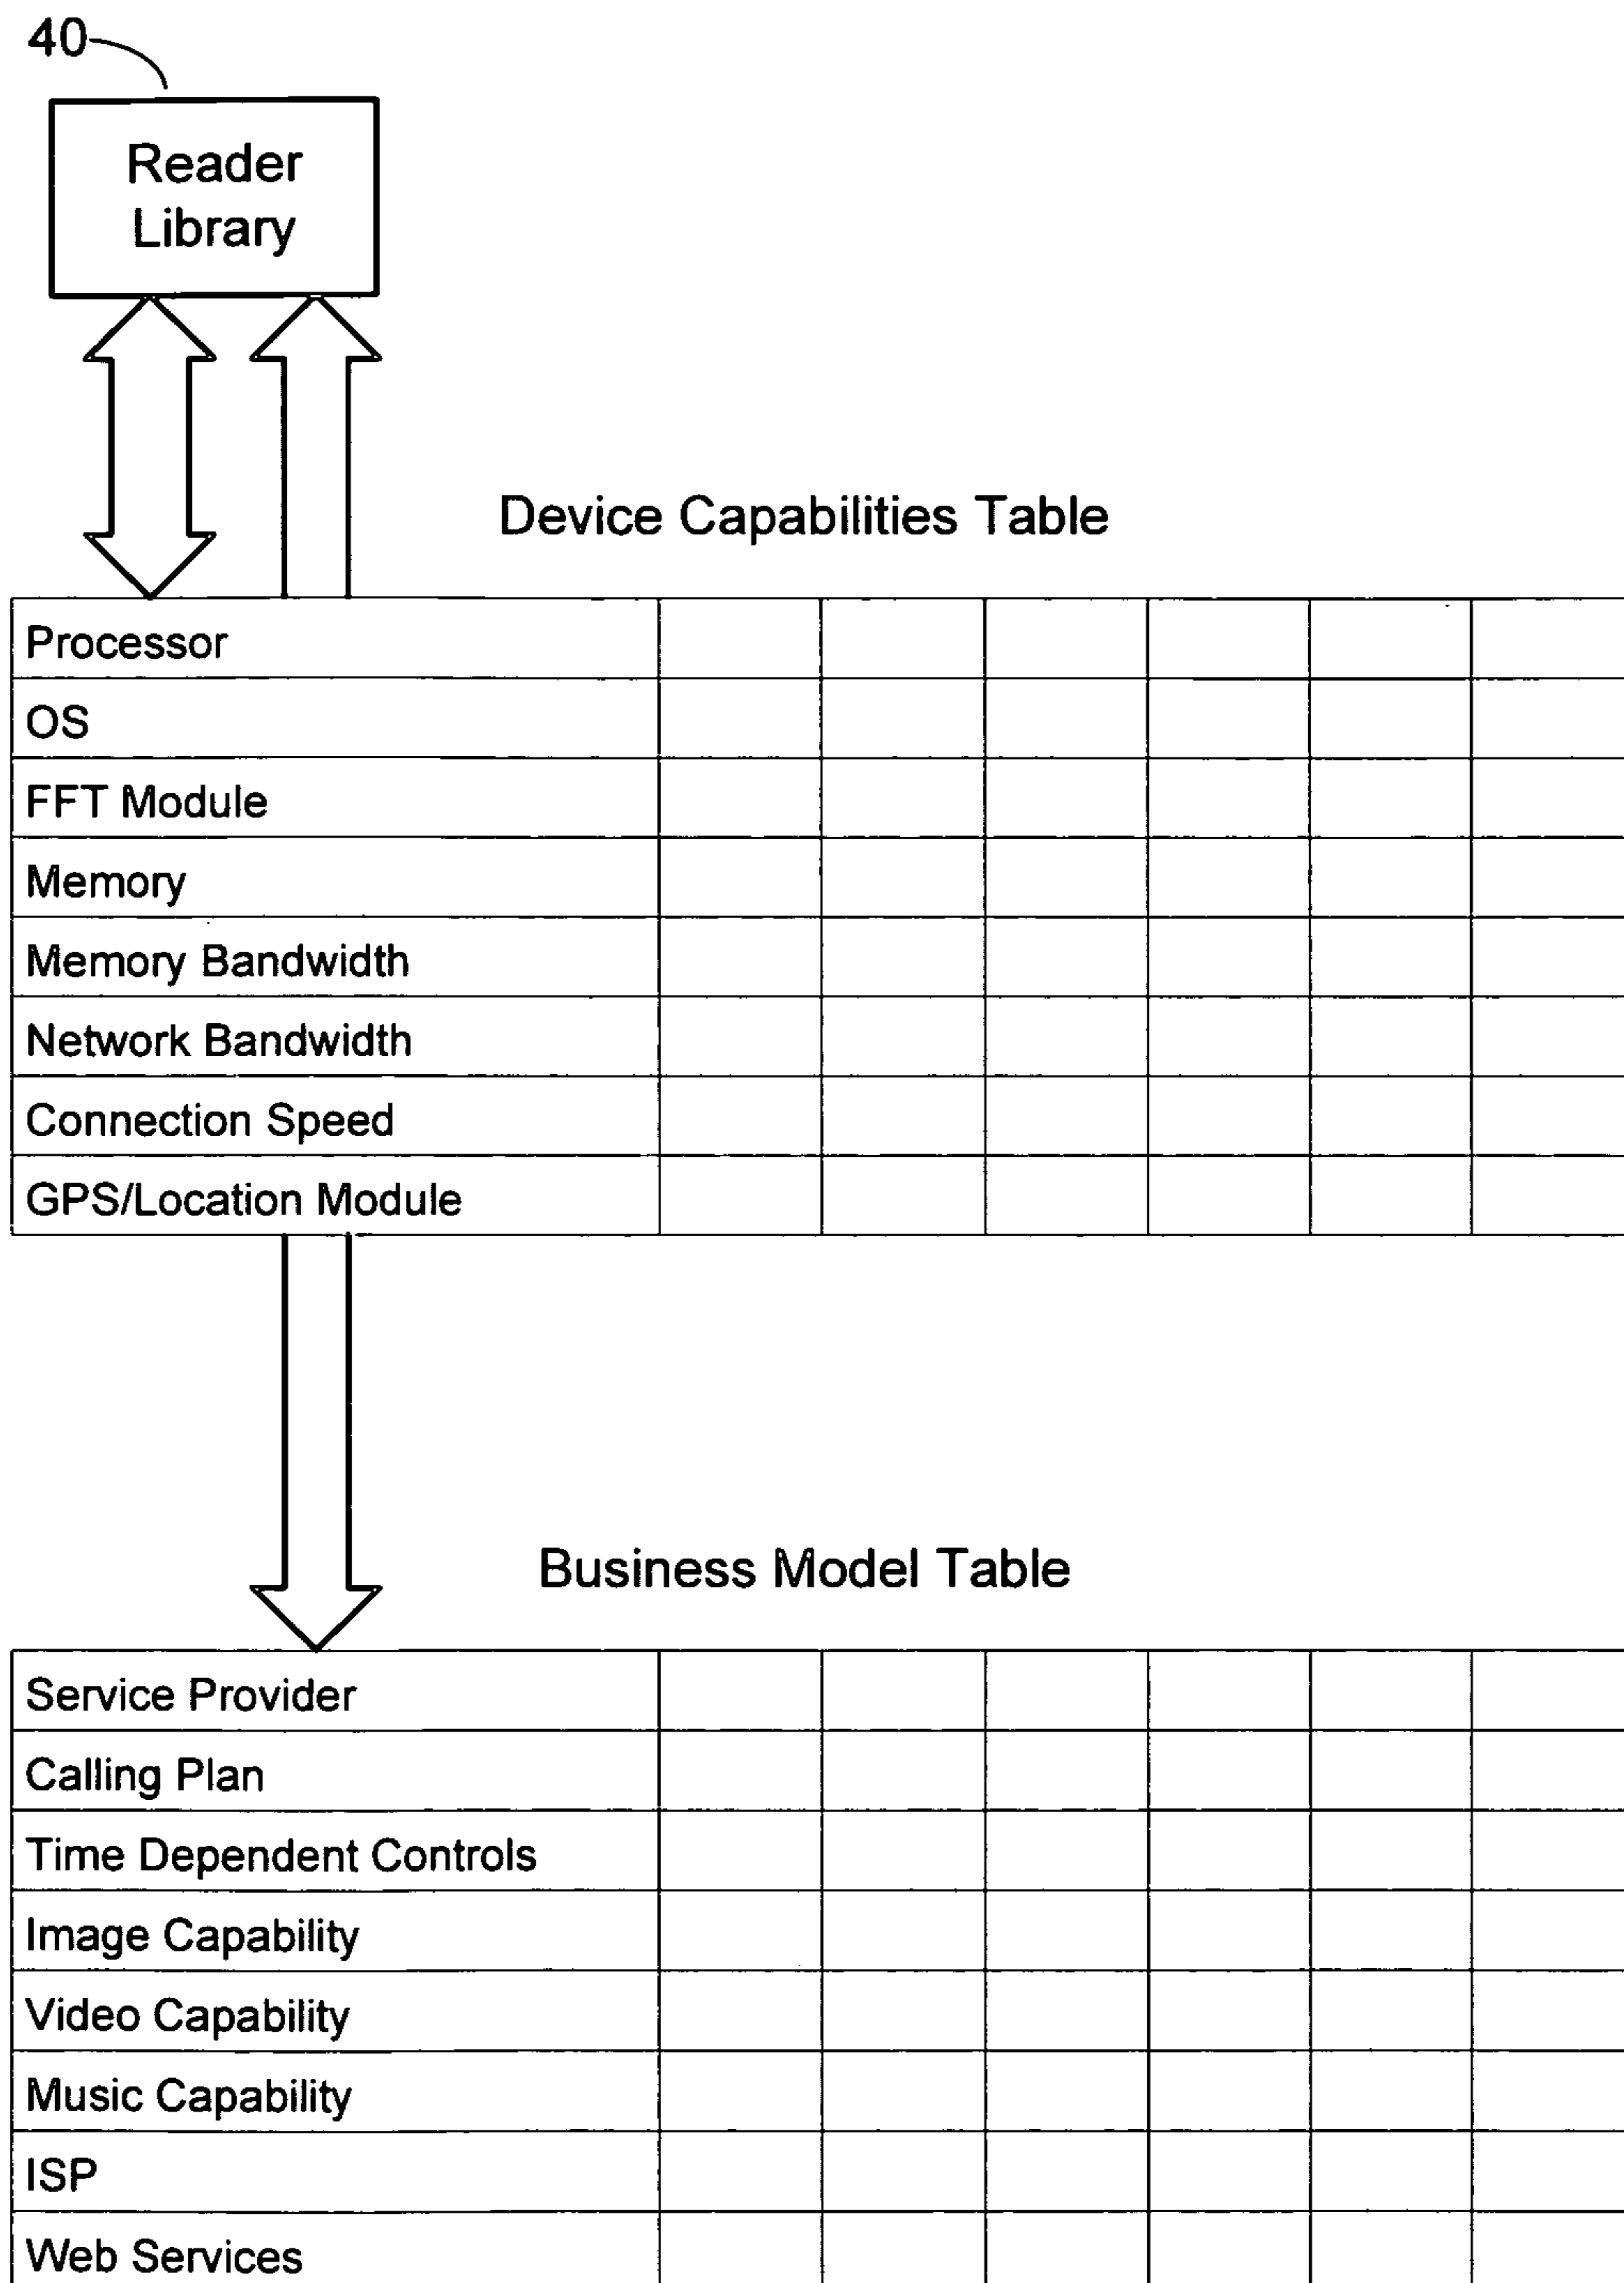 40
Reader
Library
Device Capabilities Table
Processor
OS
FFT Module
Memory
Memory Bandwidth
Network Bandwidth
Connection Speed
GPS/Location Module
Business Model Table
Service Provider
Calling Plan
Time Dependent Controls
Image Capability
Video Capability
Music Capability
ISP
Web Services